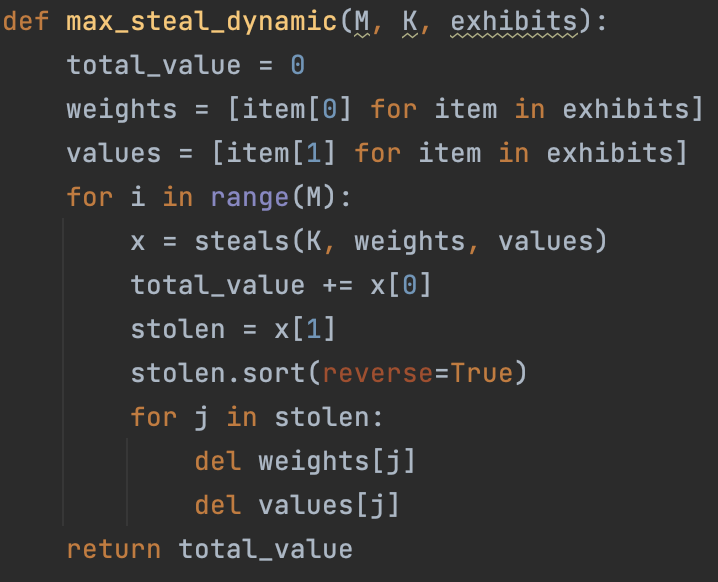 def max_steal_dynamic(M, K, exhibits):
    total_value = 0
    weights = [item[0] for item in exhibits]
    values = [item[1] for item in exhibits]
    for i in range(M):
        x = steals(K, weights, values)
        total_value += x[0]
        stolen = x[1]
        stolen.sort(reverse=True)
        for j in stolen:
            del weights[j]
            del values[j]
    return total_value